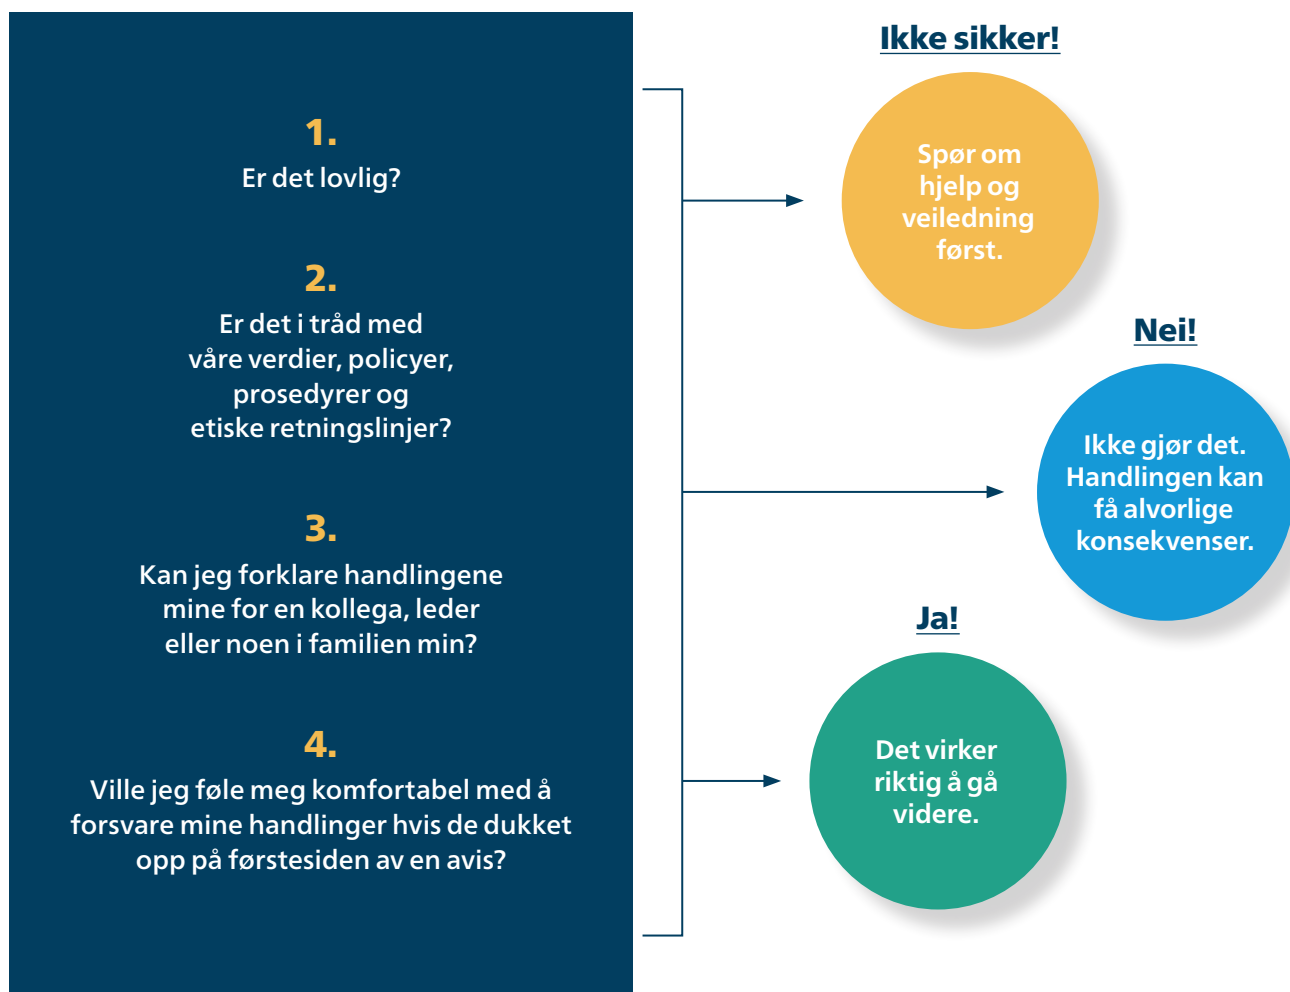 1.
Er det lovlig?
2.
Er det i tråd med
våre verdier, policyer,
prosedyrer og
etiske retningslinjer?
3.
Kan jeg forklare handlingene
mine for en kollega, leder
eller noen i familien min?
4.
Ville jeg føle meg komfortabel med å
forsvare mine handlinger hvis de dukket
opp på førstesiden av en avis?
Ikke sikker!
Spør om
hjelp og
veiledning
først.
Nei!
Ikke gjør det.
Handlingen kan
få alvorlige
konsekvenser.
Ja!
Det virker
riktig å gå
videre.